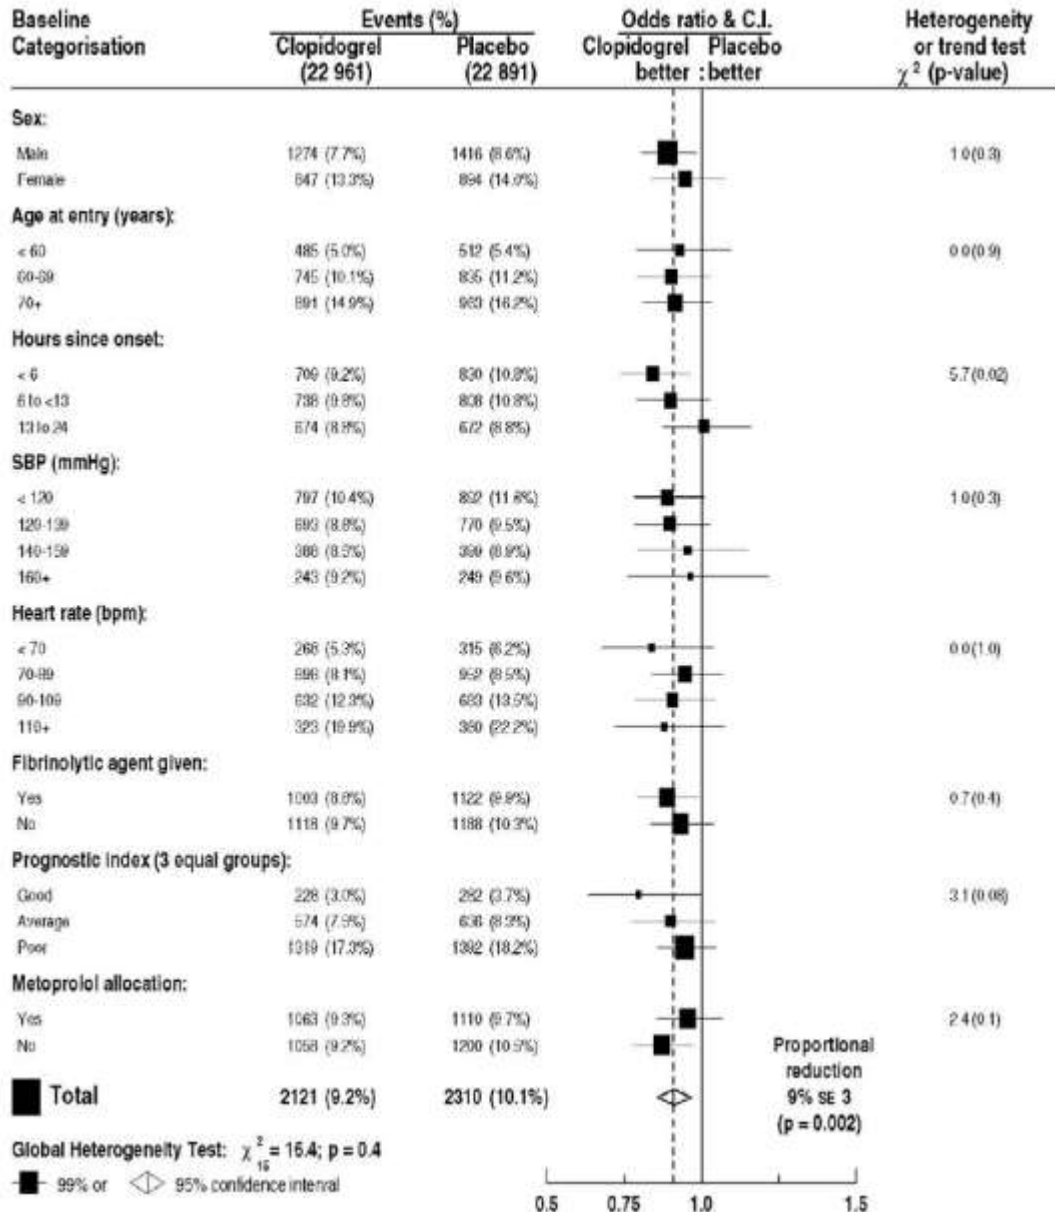 Baseline Events (%) Odds ratio & C.I. Heterogeneity
Categorisation Clopidogrel Placebo Clopidogrel Placebo or trend test
(22 961) (22 891) better : better χ² (p-value)
Sex:
Male 1274 (7.7%) 1416 (8.6%) 1.0(0.3)
Female 847 (13.3%) 894 (14.0%)
Age at entry (years):
< 60 485 (5.0%) 512 (5.4%) 0.0(0.9)
60-69 745 (10.1%) 835 (11.2%)
70+ 891 (14.9%) 963 (16.2%)
Hours since onset:
< 6 709 (9.2%) 830 (10.8%) 5.7(0.02)
6 to <13 738 (9.8%) 808 (10.8%)
13 to 24 674 (8.8%) 672 (8.8%)
SBP (mmHg):
< 120 797 (10.4%) 892 (11.6%) 1.0(0.3)
120-139 693 (8.8%) 770 (9.5%)
140-159 388 (8.5%) 399 (8.9%)
160+ 243 (9.2%) 249 (9.6%)
Heart rate (bpm):
< 70 268 (5.3%) 315 (6.2%) 0.0(1.0)
70-89 898 (8.1%) 952 (8.5%)
90-109 632 (12.3%) 683 (13.5%)
110+ 323 (19.9%) 360 (22.2%)
Fibrinolytic agent given:
Yes 1003 (8.8%) 1122 (9.9%) 0.7(0.4)
No 1118 (9.7%) 1188 (10.3%)
Prognostic index (3 equal groups):
Good 228 (3.0%) 282 (3.7%) 3.1(0.08)
Average 574 (7.5%) 636 (8.3%)
Poor 1319 (17.3%) 1392 (18.2%)
Metoprolol allocation:
Yes 1063 (9.3%) 1110 (9.7%) 2.4(0.1)
No 1058 (9.2%) 1200 (10.5%)
Proportional
reduction
Total 2121 (9.2%) 2310 (10.1%) 9% SE 3
(p = 0.002)
Global Heterogeneity Test: χ²₁₆ = 16.4; p = 0.4
99% or 95% confidence interval
0.5 0.75 1.0 1.5